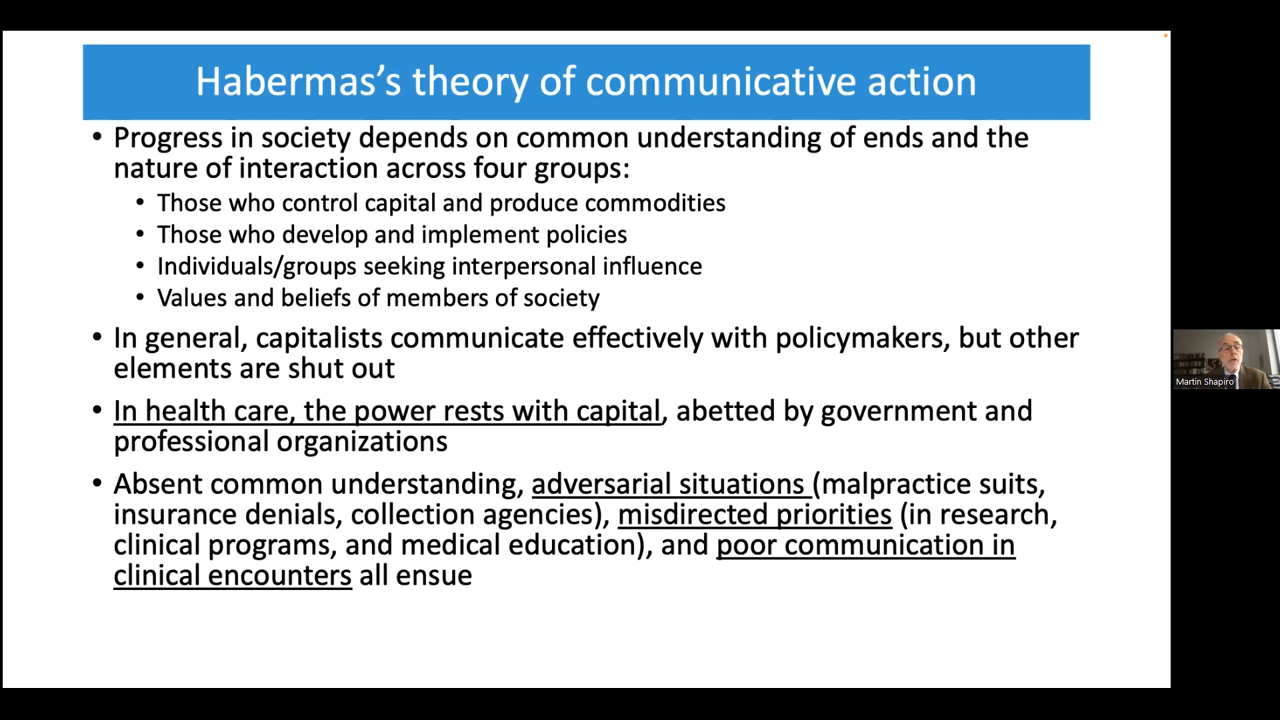 Habermas's theory of communicative action
• Progress in society depends on common understanding of ends and the
nature of interaction across four groups:
• Those who control capital and produce commodities
• Those who develop and implement policies
• Individuals/groups seeking interpersonal influence
• Values and beliefs of members of society
• In general, capitalists communicate effectively with policymakers, but other
elements are shut out
• In health care, the power rests with capital, abetted by government and
professional organizations
• Absent common understanding, adversarial situations (malpractice suits,
insurance denials, collection agencies), misdirected priorities (in research,
clinical programs, and medical education), and poor communication in
clinical encounters all ensue
Martin Shapiro